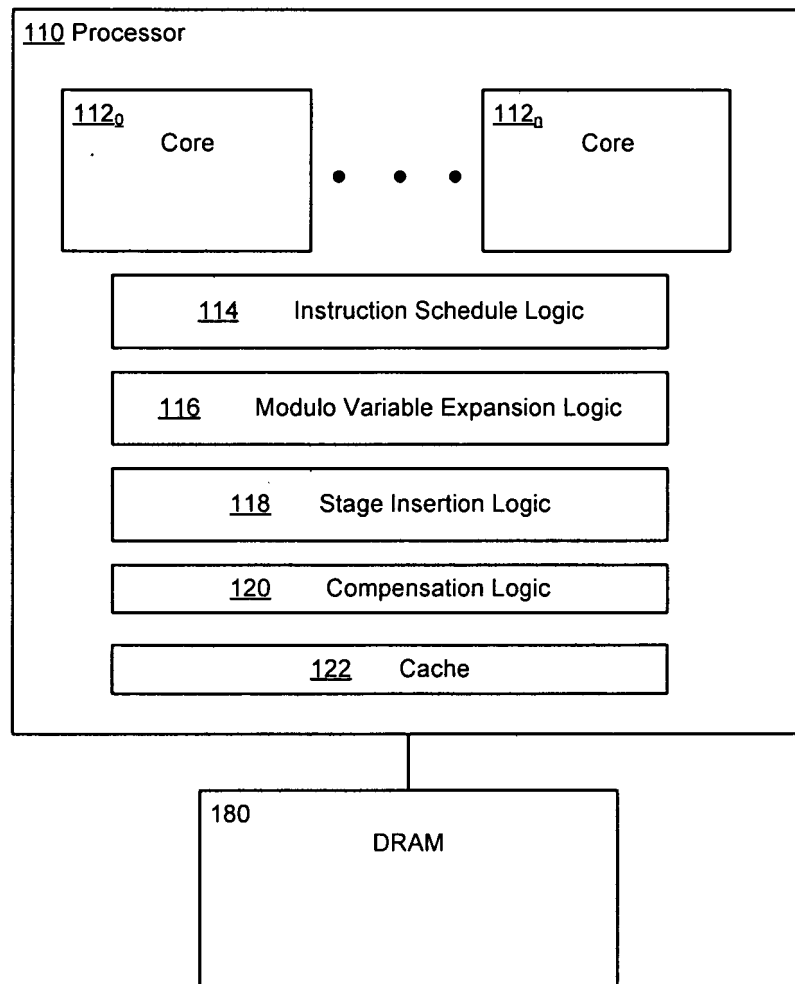 110 Processor
112₀ Core
112ₙ Core
114 Instruction Schedule Logic
116 Modulo Variable Expansion Logic
118 Stage Insertion Logic
120 Compensation Logic
122 Cache
180
DRAM